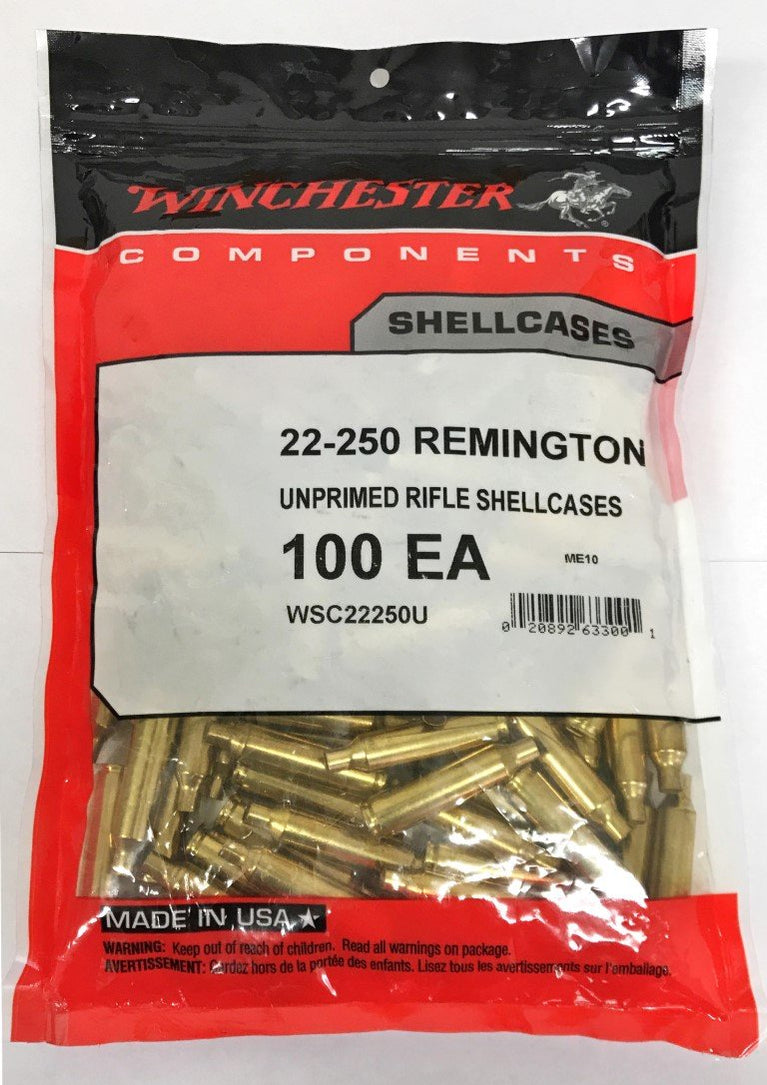 WINCHESTER
®
COMPONENTS
SHELLCASES
22-250 REMINGTON
UNPRIMED RIFLE SHELLCASES
100 EA ME10
WSC22250U
0 20892 63300 1
MADE IN USA
WARNING: Keep out of reach of children. Read all warnings on package.
AVERTISSEMENT: Gardez hors de la portée des enfants. Lisez tous les avertissements sur l'emballage.